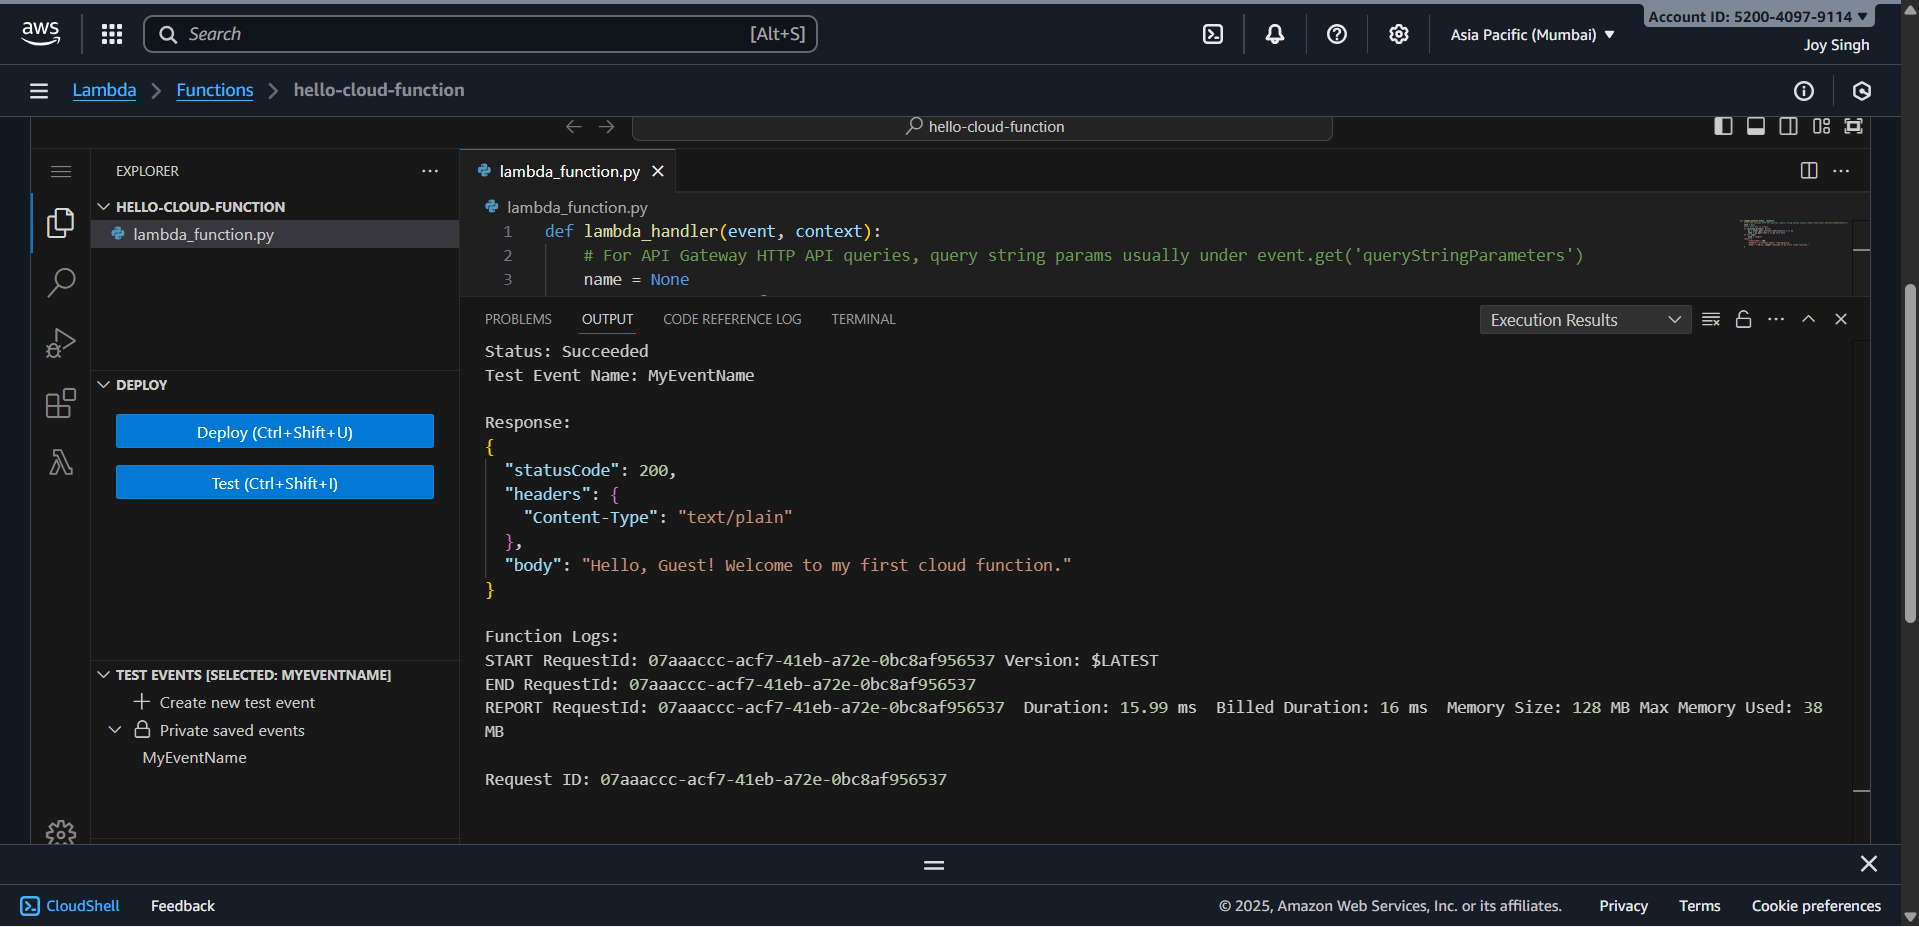 Account ID: 5200-4097-9114
aws
Search
[Alt+S]
Asia Pacific (Mumbai)
Joy Singh
Lambda
Functions
hello-cloud-function
hello-cloud-function
EXPLORER
lambda_function.py
HELLO-CLOUD-FUNCTION
lambda_function.py
lambda_function.py
1 def lambda_handler(event, context):
2 # For API Gateway HTTP API queries, query string params usually under event.get('queryStringParameters')
3 name = None
PROBLEMS
OUTPUT
CODE REFERENCE LOG
TERMINAL
Execution Results
DEPLOY
Deploy (Ctrl+Shift+U)
Test (Ctrl+Shift+I)
Status: Succeeded
Test Event Name: MyEventName
Response:
{
"statusCode": 200,
"headers": {
"Content-Type": "text/plain"
},
"body": "Hello, Guest! Welcome to my first cloud function."
}
Function Logs:
START RequestId: 07aaaccc-acf7-41eb-a72e-0bc8af956537 Version: $LATEST
END RequestId: 07aaaccc-acf7-41eb-a72e-0bc8af956537
REPORT RequestId: 07aaaccc-acf7-41eb-a72e-0bc8af956537 Duration: 15.99 ms Billed Duration: 16 ms Memory Size: 128 MB Max Memory Used: 38
MB
Request ID: 07aaaccc-acf7-41eb-a72e-0bc8af956537
TEST EVENTS [SELECTED: MYEVENTNAME]
Create new test event
Private saved events
MyEventName
CloudShell
Feedback
© 2025, Amazon Web Services, Inc. or its affiliates.
Privacy
Terms
Cookie preferences